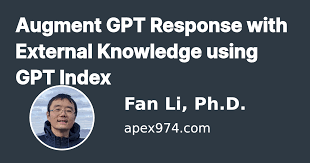 Augment GPT Response with
External Knowledge using
GPT Index
Fan Li, Ph.D.
apex974.com